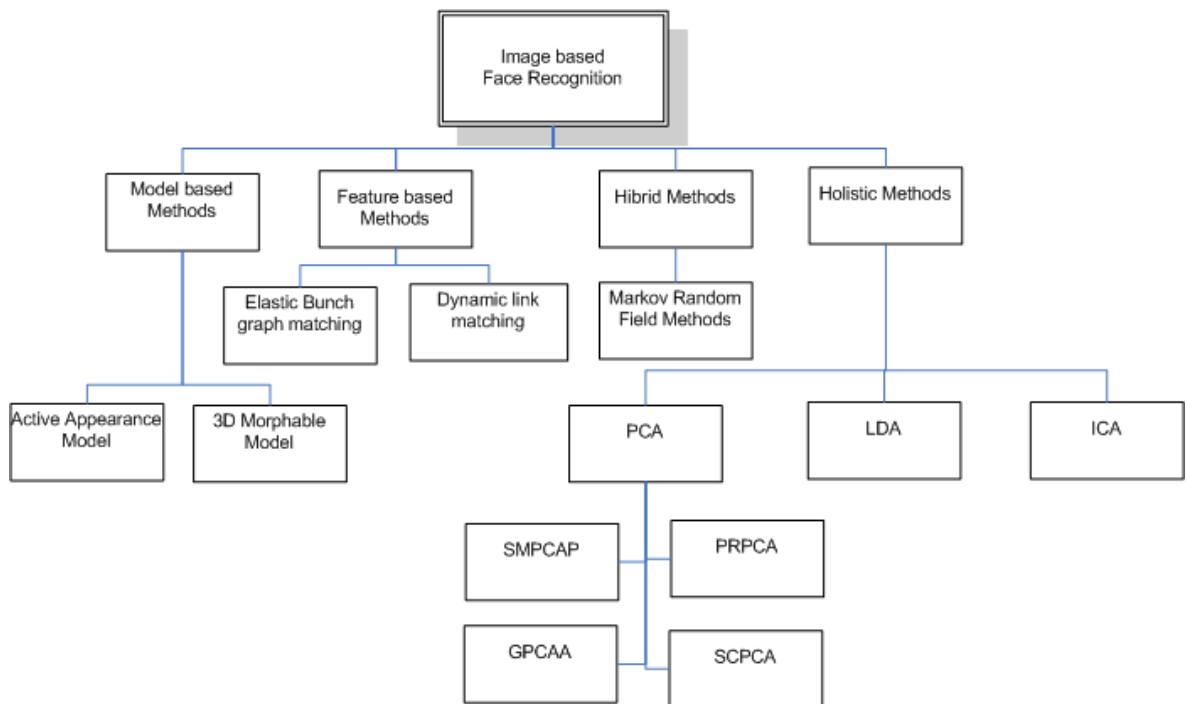 Image based
Face Recognition
Model based
Methods
Feature based
Methods
Hibrid Methods
Holistic Methods
Elastic Bunch
graph matching
Dynamic link
matching
Markov Random
Field Methods
Active Appearance
Model
3D Morphable
Model
PCA
LDA
ICA
SMPCAP
PRPCA
GPCAA
SCPCA